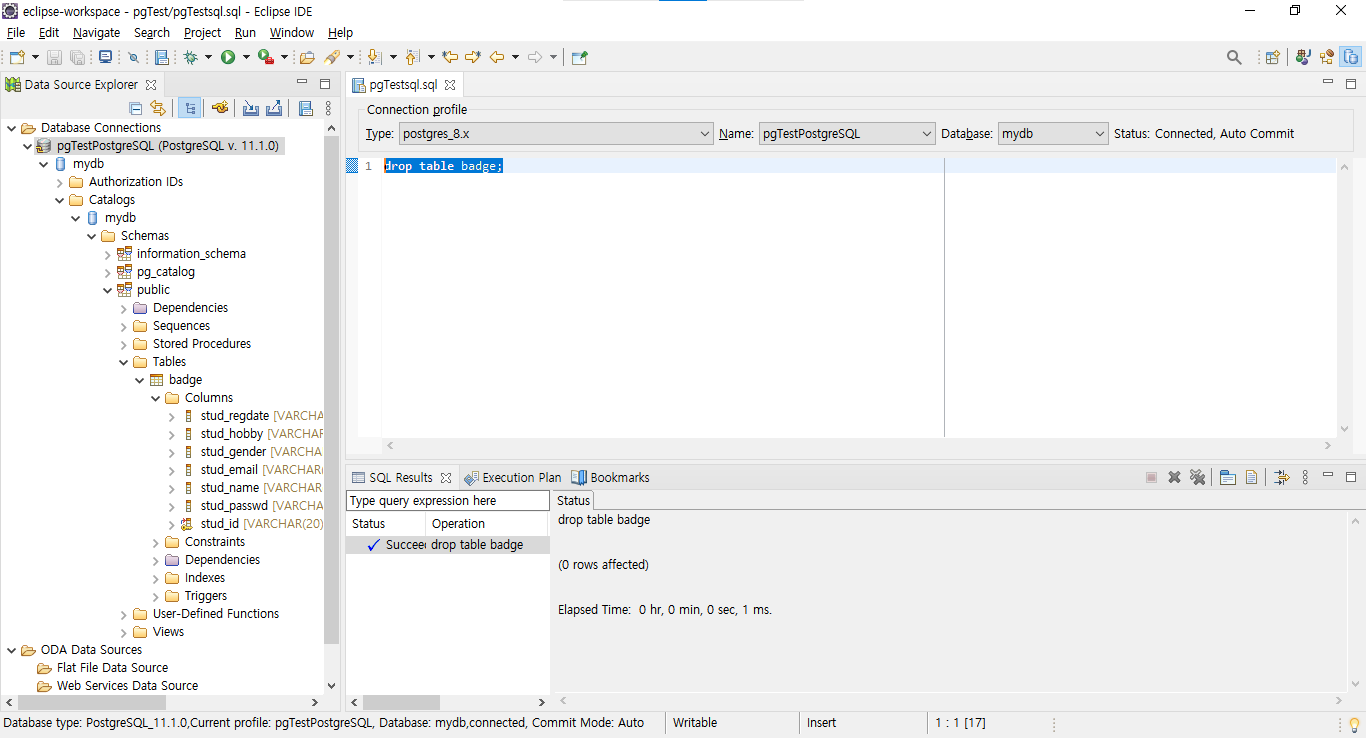 eclipse-workspace - pgTest/pgTestsql.sql - Eclipse IDE
File Edit Navigate Search Project Run Window Help
Data Source Explorer
Database Connections
pgTestPostgreSQL (PostgreSQL v. 11.1.0)
mydb
Authorization IDs
Catalogs
mydb
Schemas
information_schema
pg_catalog
public
Dependencies
Sequences
Stored Procedures
Tables
badge
Columns
stud_regdate [VARCHA
stud_hobby [VARCHAR
stud_gender [VARCHA
stud_email [VARCHAR(
stud_name [VARCHAR
stud_passwd [VARCHA
stud_id [VARCHAR(20)
Constraints
Dependencies
Indexes
Triggers
User-Defined Functions
Views
ODA Data Sources
Flat File Data Source
Web Services Data Source
pgTestsql.sql
Connection profile
Type: postgres_8.x Name: pgTestPostgreSQL Database: mydb Status: Connected, Auto Commit
1 drop table badge;
SQL Results Execution Plan Bookmarks
Type query expression here
Status Operation
Succeed drop table badge
Status
drop table badge
(0 rows affected)
Elapsed Time: 0 hr, 0 min, 0 sec, 1 ms.
Database type: PostgreSQL_11.1.0,Current profile: pgTestPostgreSQL, Database: mydb,connected, Commit Mode: Auto Writable Insert 1 : 1 [17]